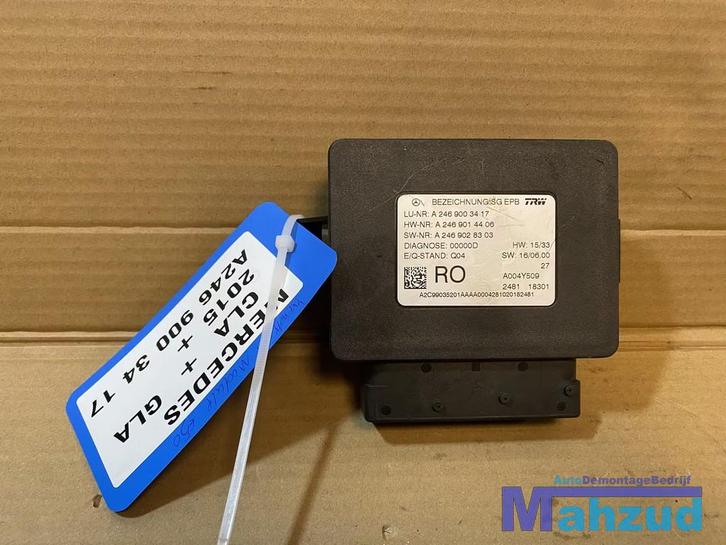 BEZEICHNUNG:SG EPB TRW
LU-NR: A 246 900 34 17
HW-NR: A 246 901 44 06
SW-NR: A 246 902 83 03
DIAGNOSE: 00000D HW: 15/33
E/Q-STAND: Q04 SW: 16/06.00
27
RO A004Y509
2481 18301
A2C99035201AAAA0004281020182481
MERCEDES GLA
CLA +
2015 +
A246 900 34 17
AutoDemontageBedrijf
Mahzud